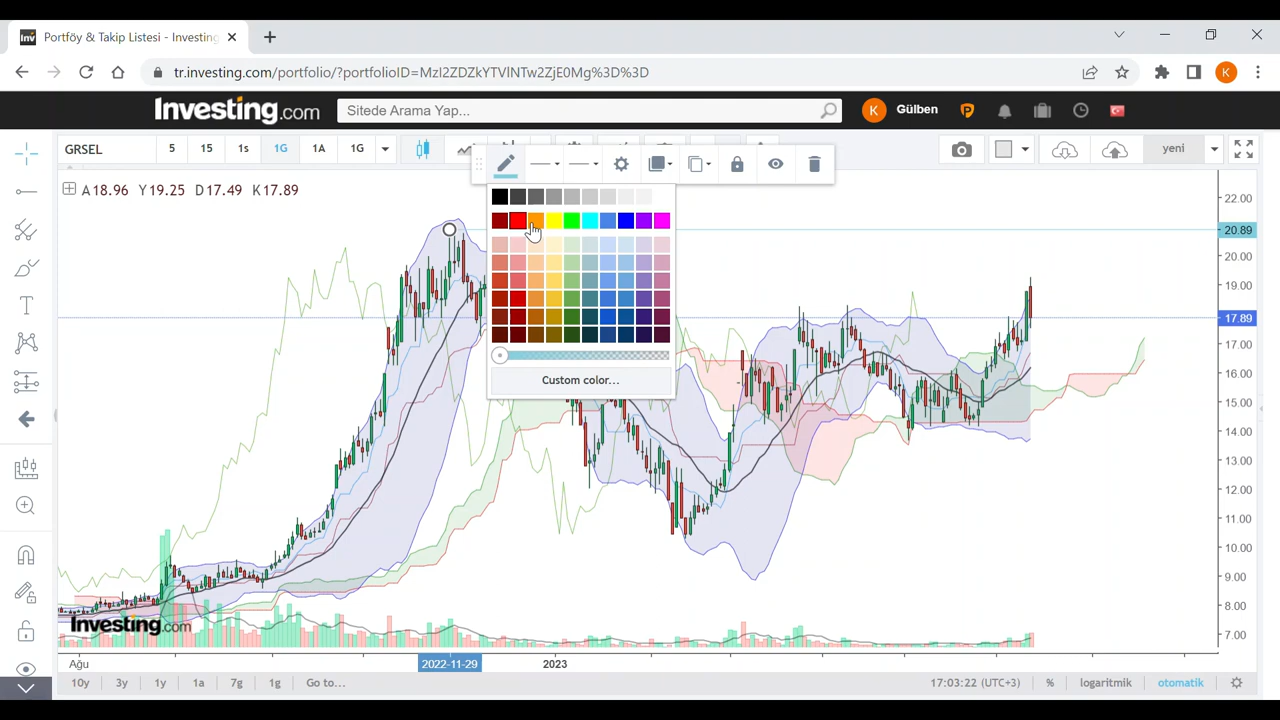 Portföy & Takip Listesi - Investing
tr.investing.com/portfolio/?portfolioID=MzI2ZDZkYTVlNTw2ZjE0Mg%3D%3D
K
Investing.com
Sitede Arama Yap...
K
Gülben
GRSEL
5
15
1s
1G
1A
1G
yeni
A18.96 Y19.25 D17.49 K17.89
22.00
20.89
20.00
19.00
17.89
17.00
16.00
15.00
14.00
13.00
12.00
11.00
10.00
9.00
8.00
7.00
Custom color...
Investing.com
Ağu
2022-11-29
2023
10y
3y
1y
1a
7g
1g
Go to...
17:03:22 (UTC+3)
%
logaritmik
otomatik